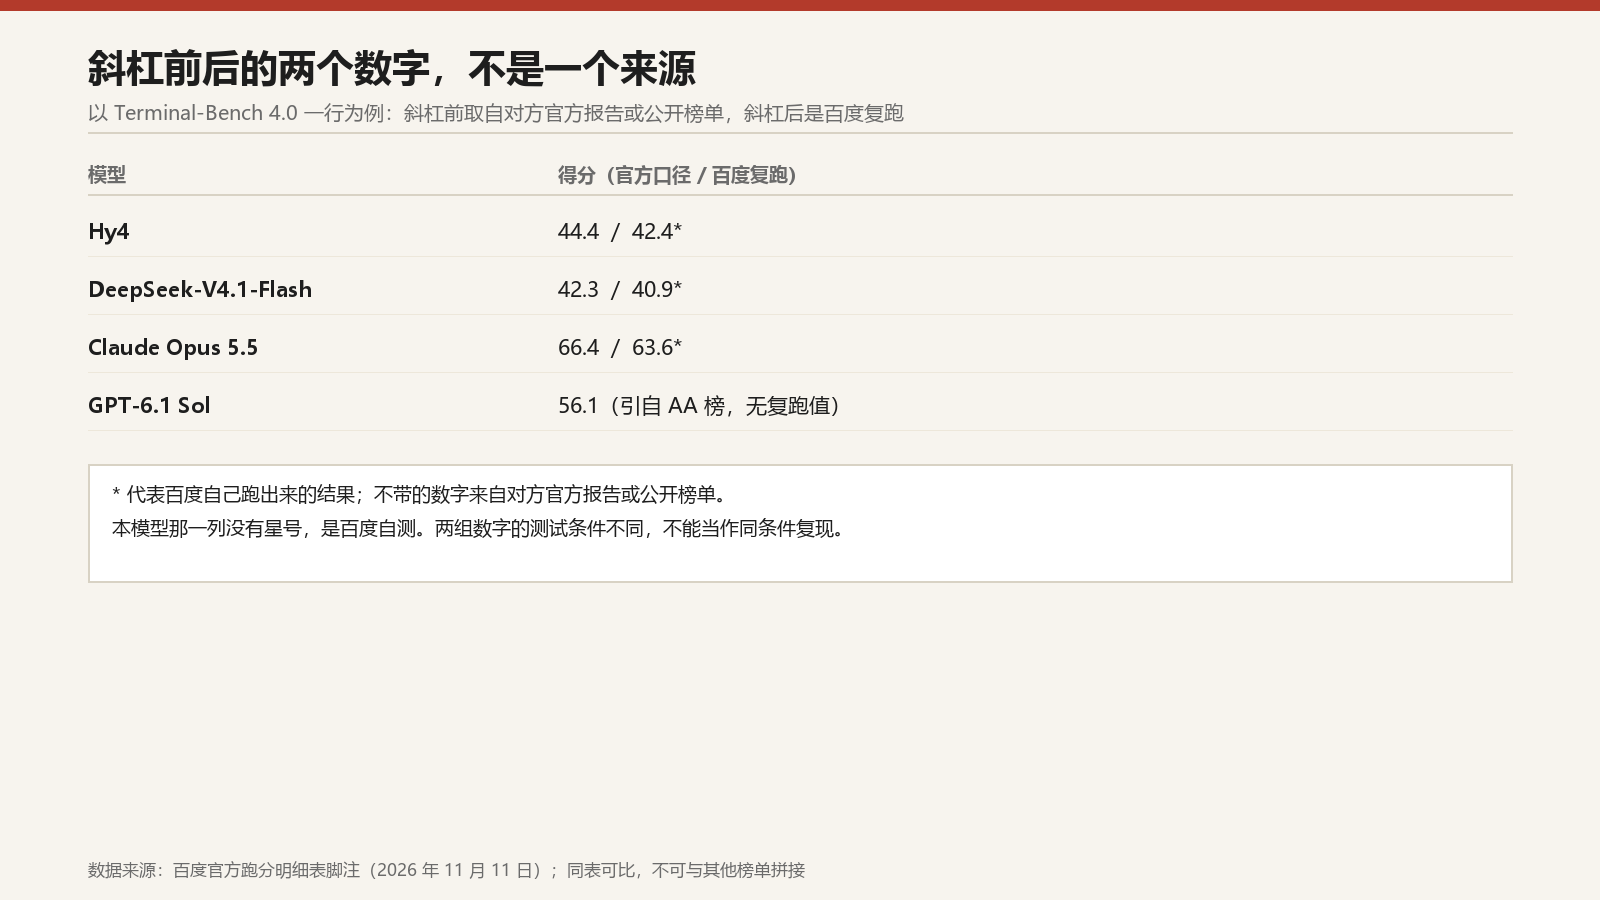 斜杠前后的两个数字，不是一个来源
以 Terminal-Bench 4.0 一行为例：斜杠前取自对方官方报告或公开榜单，斜杠后是百度复跑
模型 得分（官方口径 / 百度复跑）
Hy4 44.4 / 42.4*
DeepSeek-V4.1-Flash 42.3 / 40.9*
Claude Opus 5.5 66.4 / 63.6*
GPT-6.1 Sol 56.1（引自 AA 榜，无复跑值）
* 代表百度自己跑出来的结果；不带的数字来自对方官方报告或公开榜单。
本模型那一列没有星号，是百度自测。两组数字的测试条件不同，不能当作同条件复现。
数据来源：百度官方跑分明细表脚注（2026 年 11 月 11 日）；同表可比，不可与其他榜单拼接